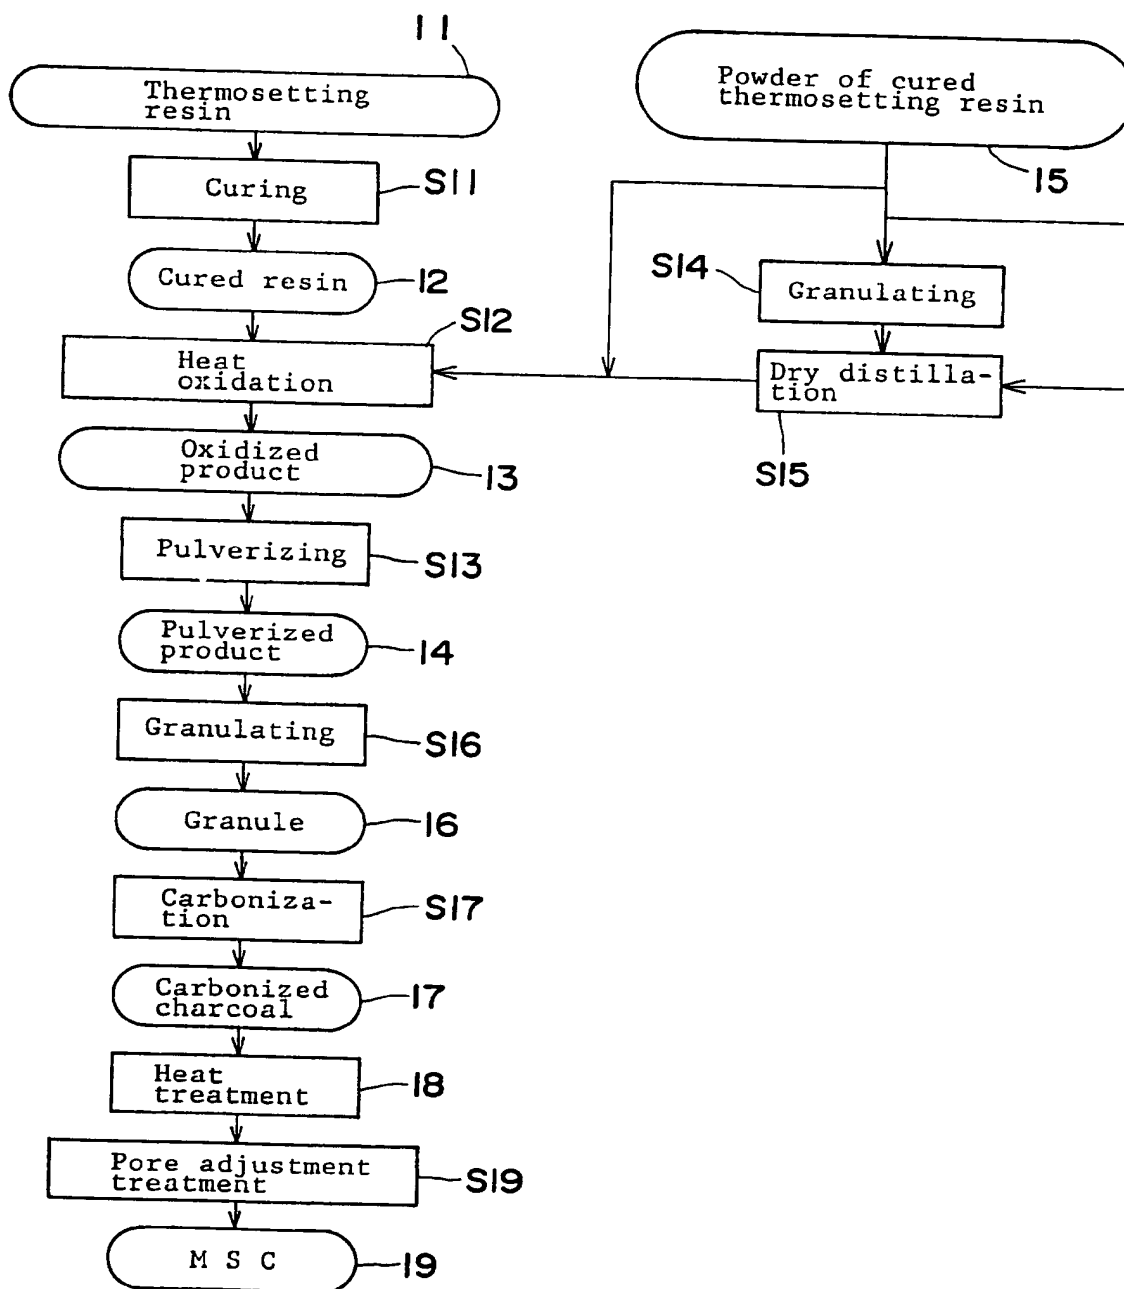 11
Thermosetting
resin
Powder of cured
thermosetting resin
15
Curing
S11
Cured resin
12
S14
Granulating
S12
Heat
oxidation
Dry distilla-
tion
S15
Oxidized
product
13
Pulverizing
S13
Pulverized
product
14
Granulating
S16
Granule
16
Carboniza-
tion
S17
Carbonized
charcoal
17
Heat
treatment
18
Pore adjustment
treatment
S19
M S C
19